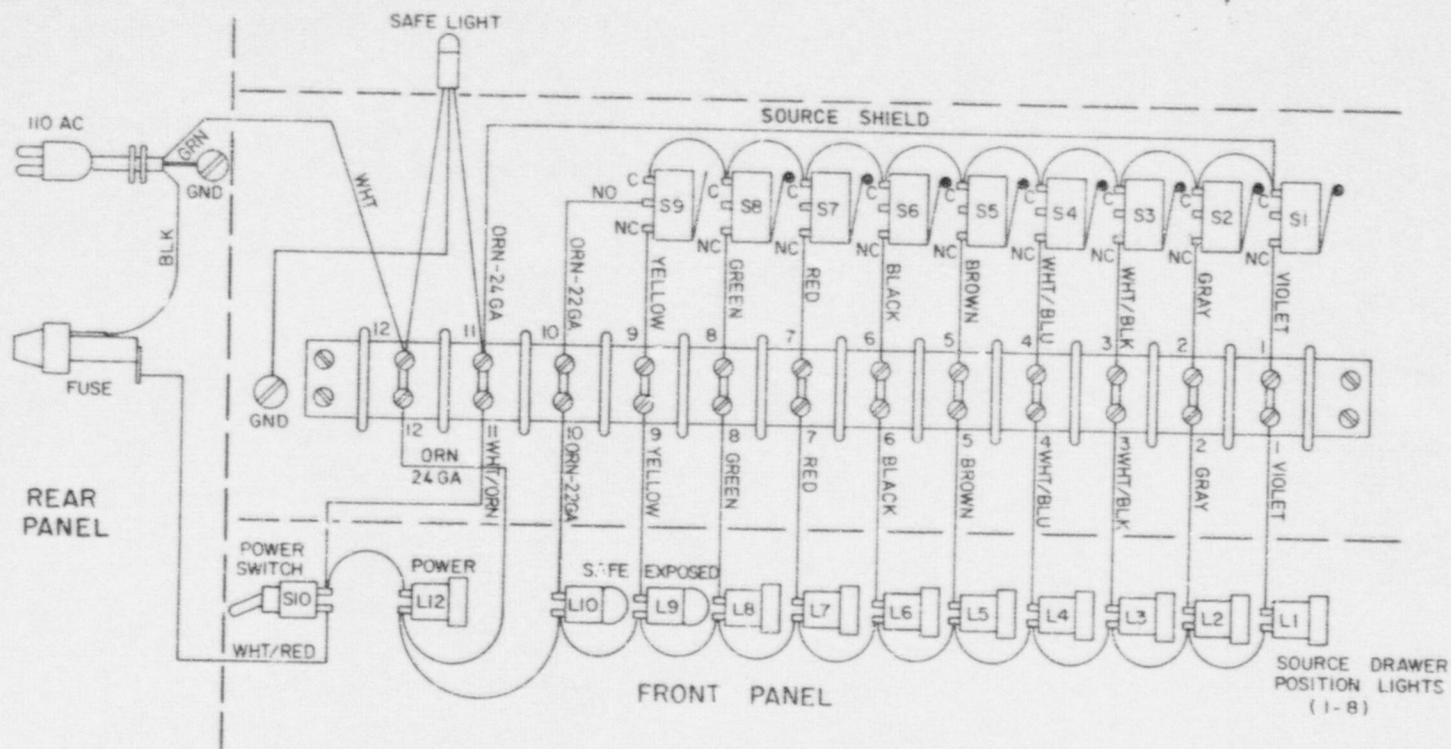 SAFE LIGHT
110 AC
GRN
GND
BLK
FUSE
REAR
PANEL
SOURCE SHIELD
WHT
ORN-24GA
NO
C C C C C C C C C
S9 S8 S7 S6 S5 S4 S3 S2 S1
NC NC NC NC NC NC NC NC NC
ORN-22GA
YELLOW
GREEN
RED
BLACK
BROWN
WHT/BLU
WHT/BLK
GRAY
VIOLET
12 11 10 9 8 7 6 5 4 3 2 1
GND
12 11 10 9 8 7 6 5 4 3 2 1
ORN
24GA
WHT/ORN
ORN-22GA
YELLOW
GREEN
RED
BLACK
BROWN
WHT/BLU
WHT/BLK
GRAY
VIOLET
POWER
SWITCH
POWER
SAFE EXPOSED
S10 L12 L10 L9 L8 L7 L6 L5 L4 L3 L2 L1
WHT/RED
FRONT PANEL
SOURCE DRAWER
POSITION LIGHTS
(1-8)